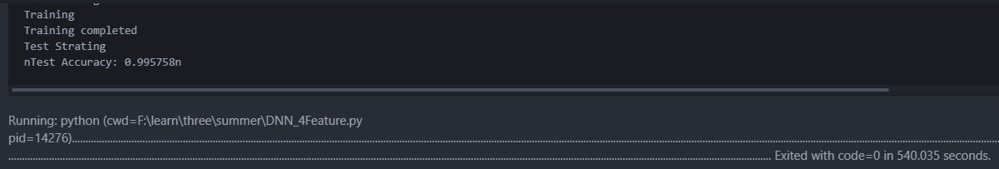 Training
Training completed
Test Strating
nTest Accuracy: 0.995758n
Running: python (cwd=F:\learn\three\summer\DNN_4Feature.py
pid=14276)................................................................................
................................................................................ Exited with code=0 in 540.035 seconds.